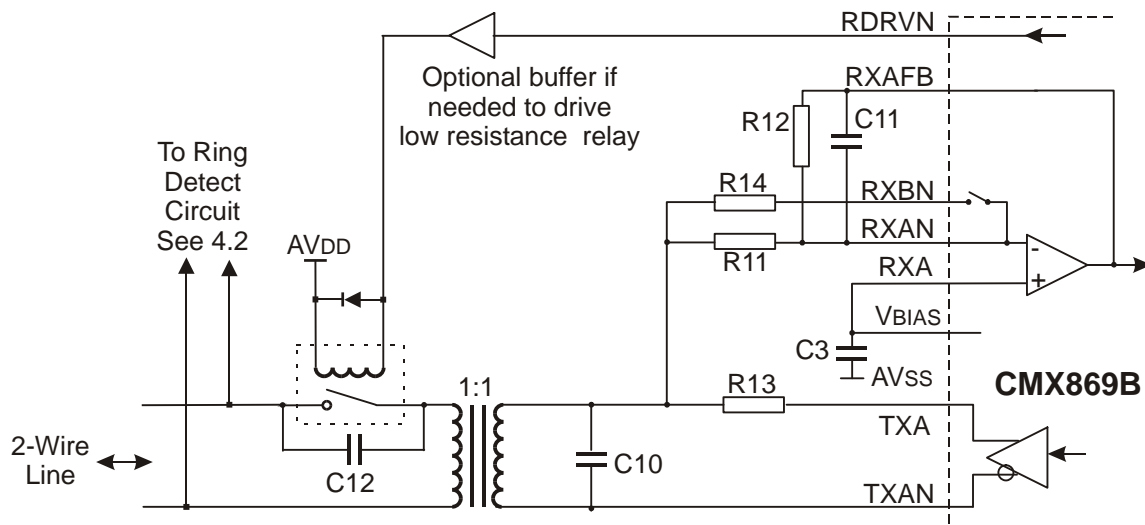 RDRVN
Optional buffer if
needed to drive
low resistance relay
RXAFB
R12
C11
To Ring
Detect
Circuit
See 4.2
R14
RXBN
RXAN
R11
AVDD
RXA
-
+
VBIAS
C3
AVSS
CMX869B
1:1
R13
TXA
2-Wire
Line
C12
C10
TXAN